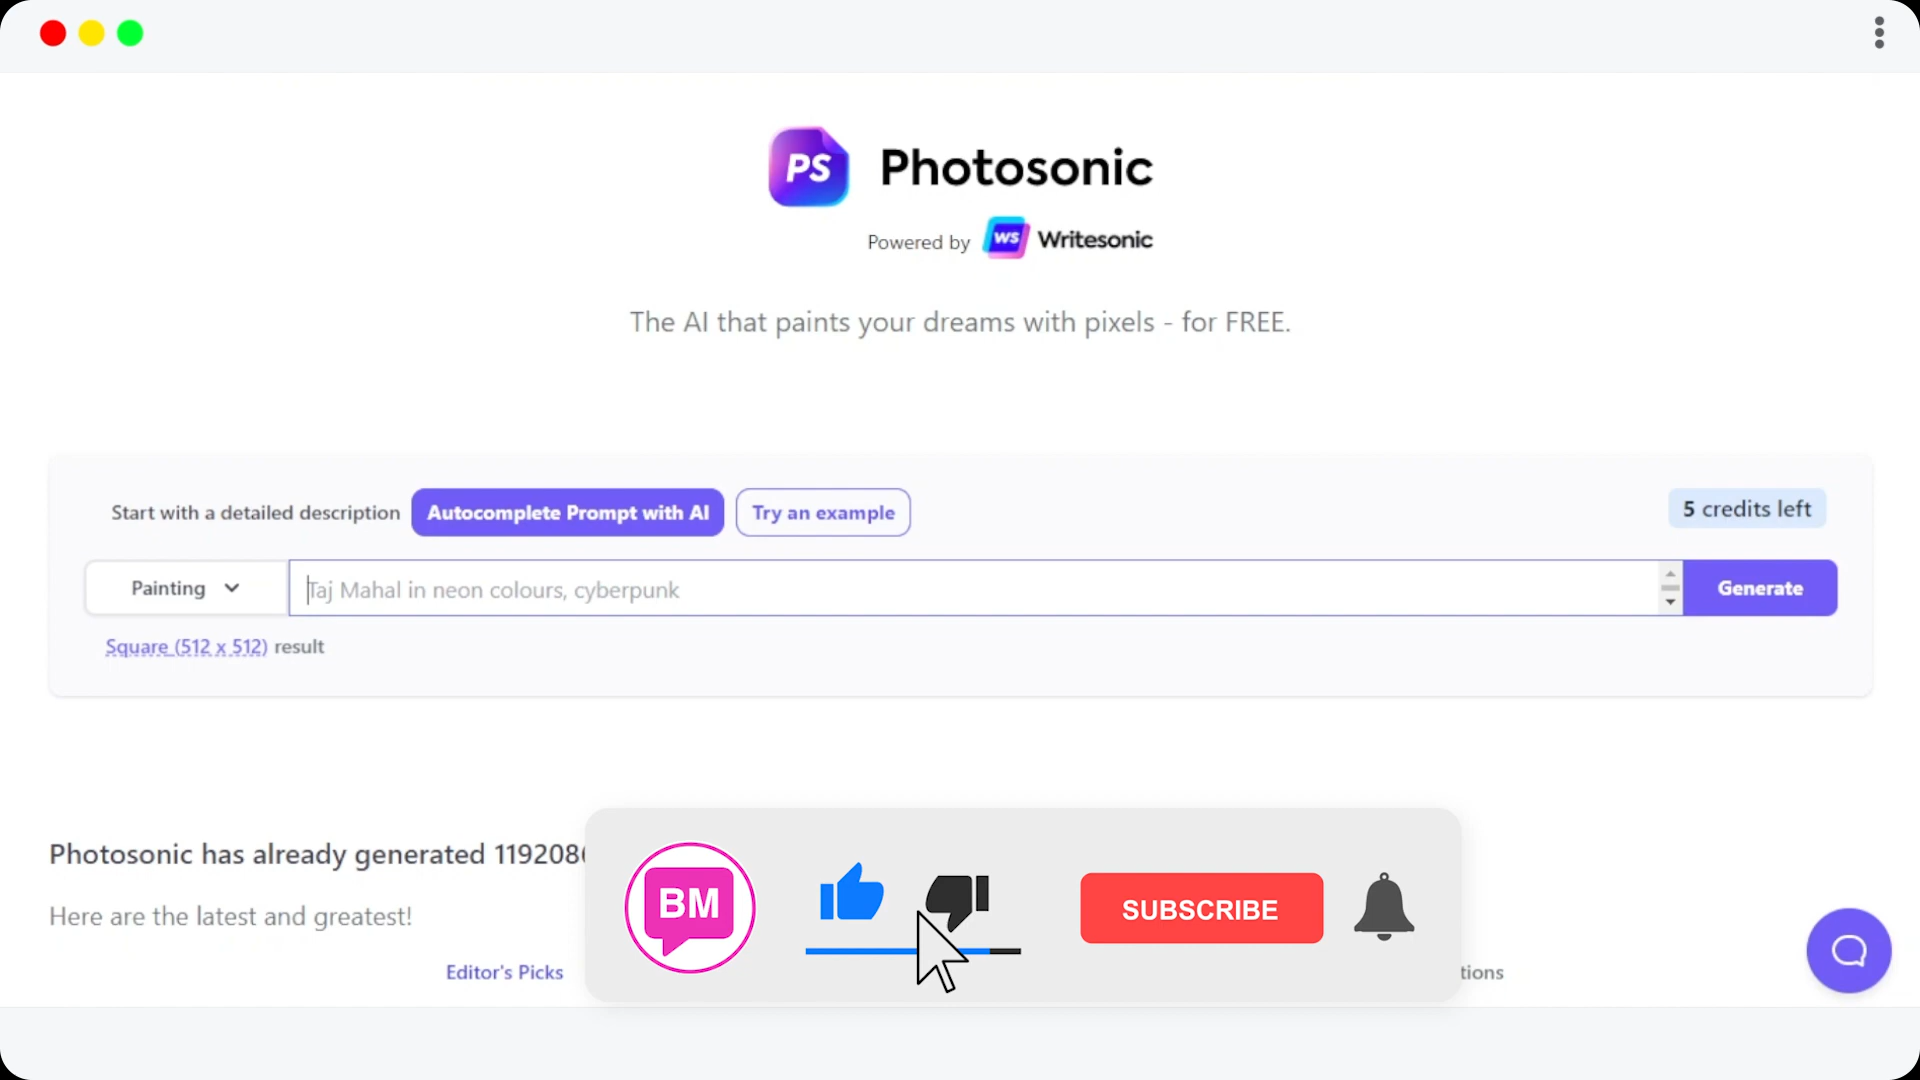 PS Photosonic
Powered by WS Writesonic
The AI that paints your dreams with pixels - for FREE.
Start with a detailed description Autocomplete Prompt with AI Try an example 5 credits left
Painting Taj Mahal in neon colours, cyberpunk Generate
Square (512 x 512) result
Photosonic has already generated 119208
Here are the latest and greatest!
BM SUBSCRIBE
Editor's Picks tions